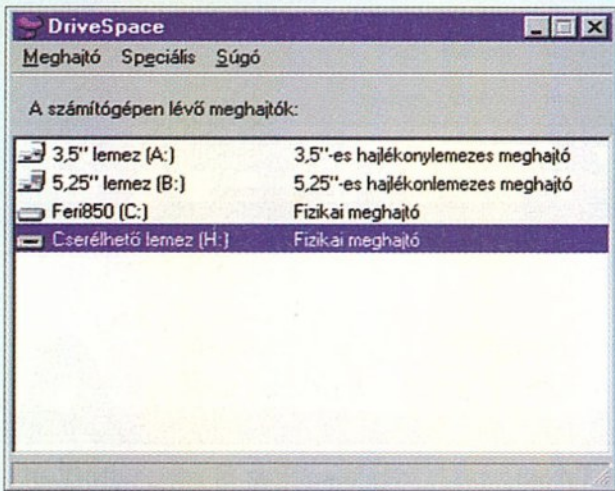 DriveSpace
Meghajtó Speciális Súgó
A számítógépen lévő meghajtók:
3,5" lemez (A:) 3,5"-es hajlékonylemezes meghajtó
5,25" lemez (B:) 5,25"-es hajlékonlemezes meghajtó
Feri850 (C:) Fizikai meghajtó
Cserélhető lemez (H:) Fizikai meghajtó